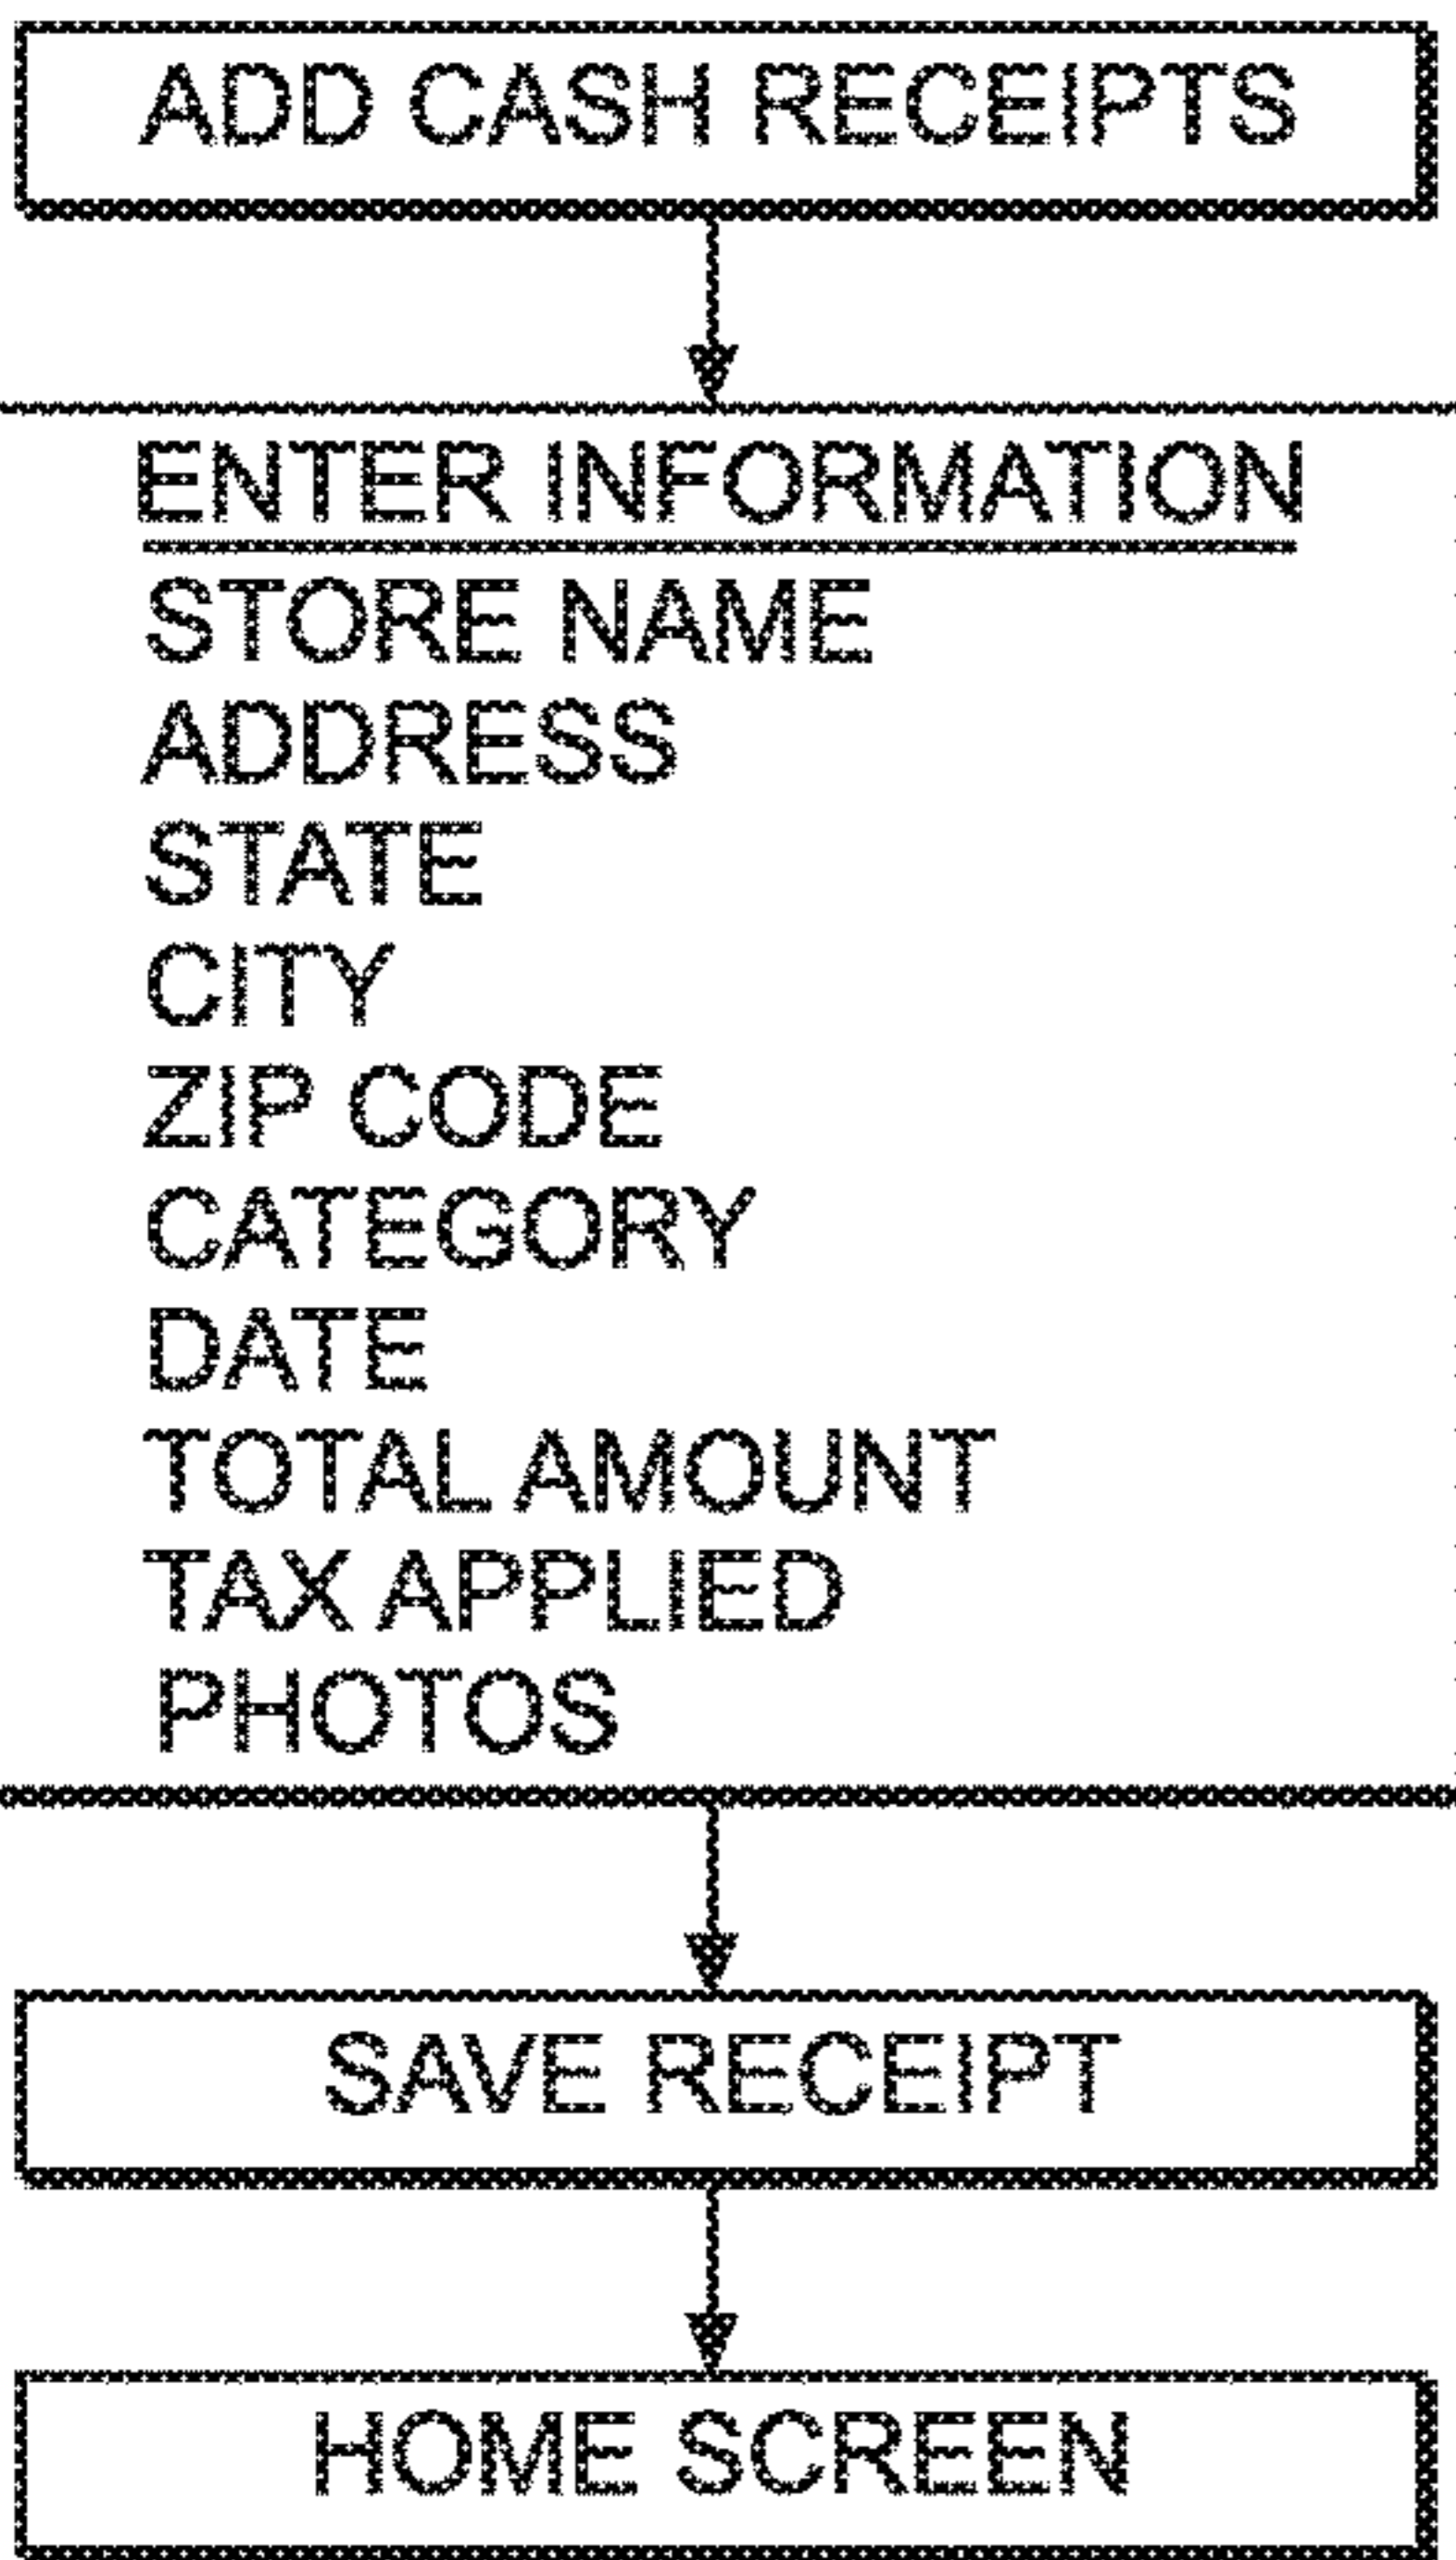 ADD CASH RECEIPTS
ENTER INFORMATION
STORE NAME
ADDRESS
STATE
CITY
ZIP CODE
CATEGORY
DATE
TOTAL AMOUNT
TAX APPLIED
PHOTOS
SAVE RECEIPT
HOME SCREEN